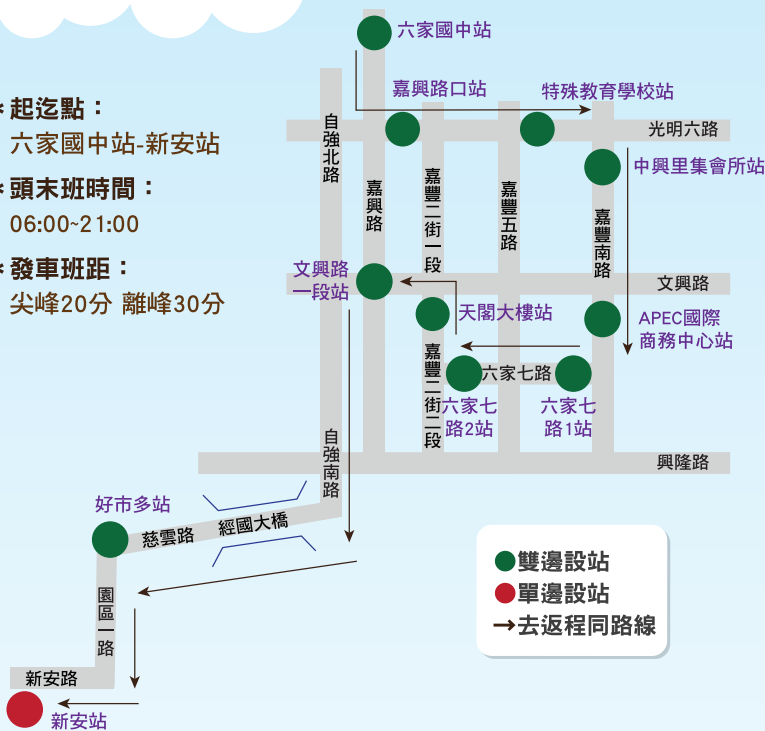 六家國中站
嘉興路口站
特殊教育學校站
*起迄點：
六家國中站-新安站
自強北路
光明六路
中興里集會所站
*頭末班時間：
06:00~21:00
嘉興路
嘉豐二街一段
嘉豐五路
嘉豐南路
*發車班距：
尖峰20分 離峰30分
文興路
一段站
文興路
天閣大樓站
APEC國際
商務中心站
嘉豐二街二段
六家七路
六家七
路2站
六家七
路1站
自強南路
興隆路
好市多站
慈雲路
經國大橋
園區一路
新安路
新安站
雙邊設站
單邊設站
→去返程同路線